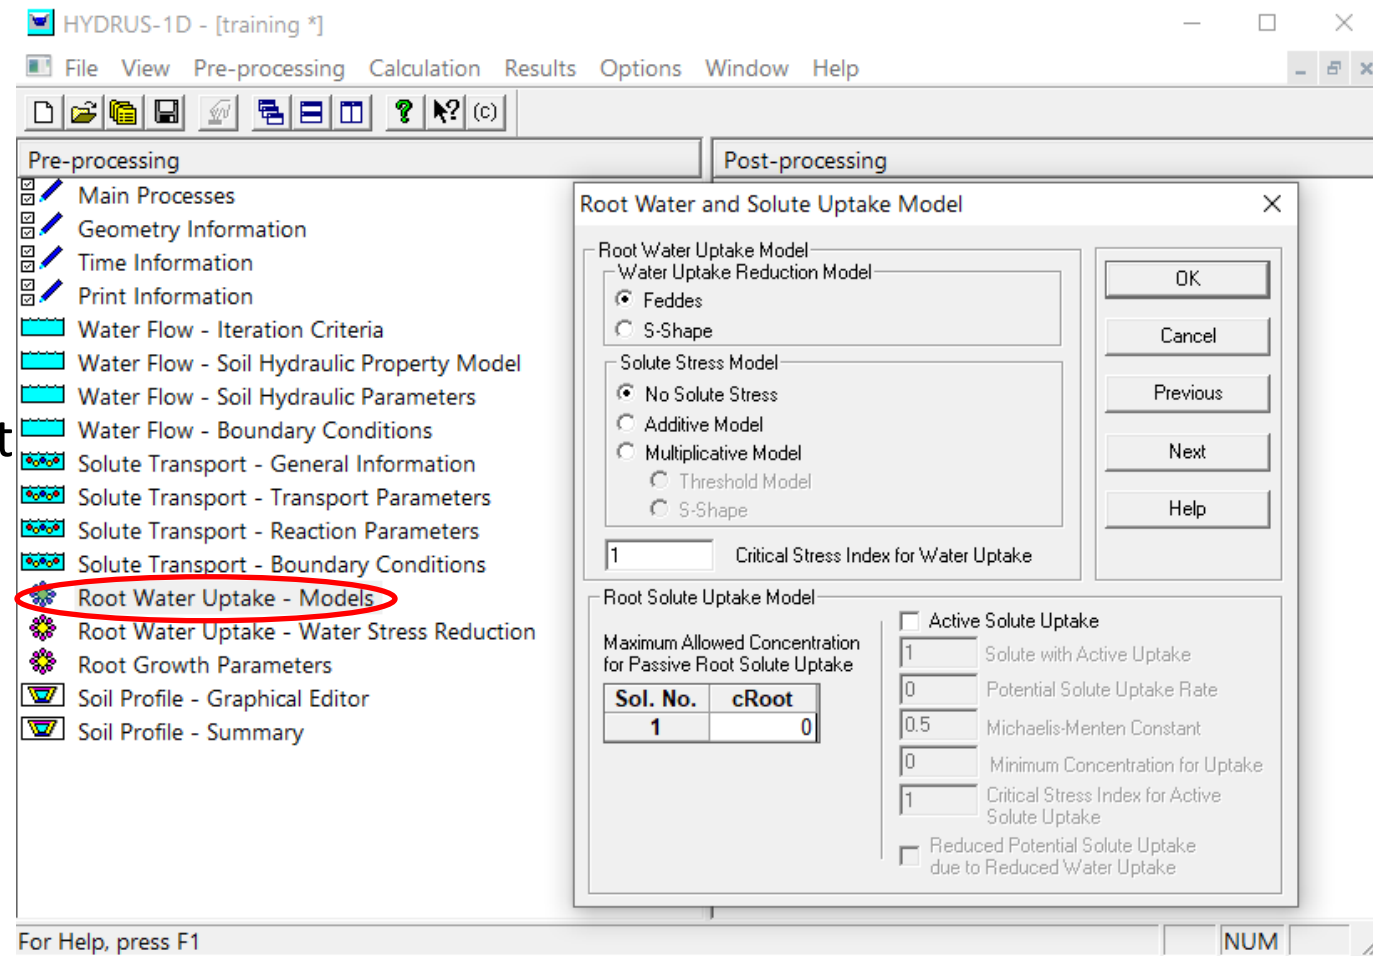 HYDRUS-1D - [training *]
File View Pre-processing Calculation Results Options Window Help
? ? (c)
Pre-processing
Main Processes
Geometry Information
Time Information
Print Information
Water Flow - Iteration Criteria
Water Flow - Soil Hydraulic Property Model
Water Flow - Soil Hydraulic Parameters
t
Water Flow - Boundary Conditions
Solute Transport - General Information
Solute Transport - Transport Parameters
Solute Transport - Reaction Parameters
Solute Transport - Boundary Conditions
Root Water Uptake - Models
Root Water Uptake - Water Stress Reduction
Root Growth Parameters
Soil Profile - Graphical Editor
Soil Profile - Summary
Post-processing
Root Water and Solute Uptake Model
Root Water Uptake Model
Water Uptake Reduction Model
Feddes
S-Shape
Solute Stress Model
No Solute Stress
Additive Model
Multiplicative Model
Threshold Model
S-Shape
1 Critical Stress Index for Water Uptake
OK
Cancel
Previous
Next
Help
Root Solute Uptake Model
Maximum Allowed Concentration
for Passive Root Solute Uptake
Sol. No. cRoot
1 0
Active Solute Uptake
1 Solute with Active Uptake
0 Potential Solute Uptake Rate
0.5 Michaelis-Menten Constant
0 Minimum Concentration for Uptake
1 Critical Stress Index for Active
Solute Uptake
Reduced Potential Solute Uptake
due to Reduced Water Uptake
For Help, press F1
NUM